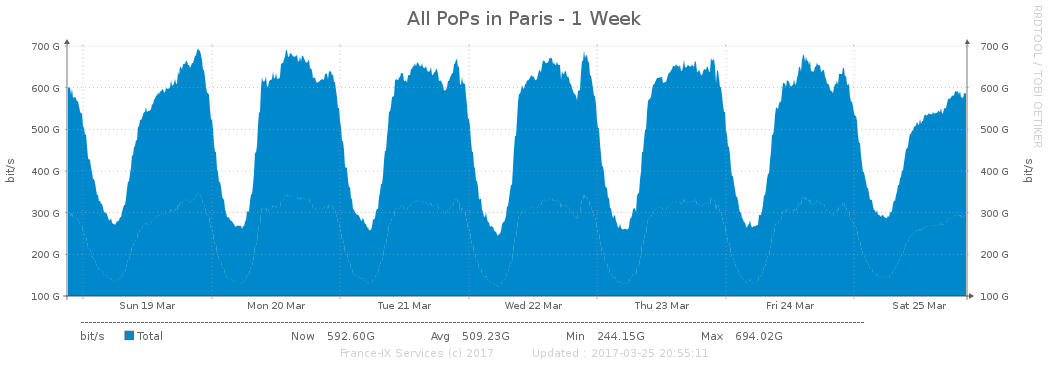 All PoPs in Paris - 1 Week
RRDTOOL / TOBI OETIKER
bit/s
700 G 700 G
600 G 600 G
500 G 500 G
400 G 400 G
300 G 300 G
200 G 200 G
100 G 100 G
bit/s
Sun 19 Mar Mon 20 Mar Tue 21 Mar Wed 22 Mar Thu 23 Mar Fri 24 Mar Sat 25 Mar
bit/s Total Now 592.60G Avg 509.23G Min 244.15G Max 694.02G
France-IX Services (c) 2017 Updated : 2017-03-25 20:55:11